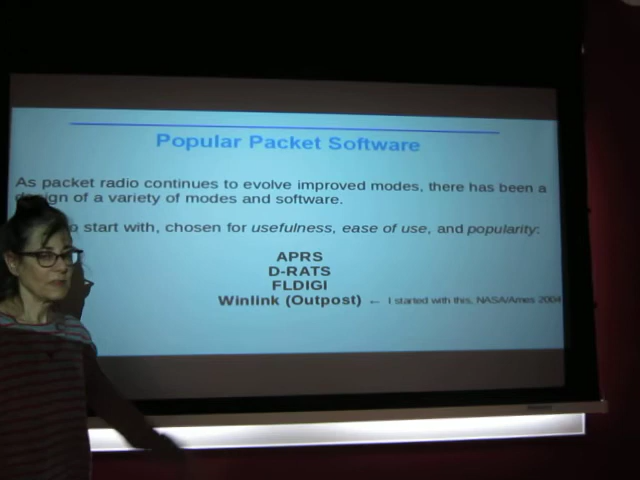 Popular Packet Software
As packet radio continues to evolve improved modes, there has been a
design of a variety of modes and software.
start with, chosen for usefulness, ease of use, and popularity:
APRS
D-RATS
FLDIGI
Winlink (Outpost) ← I started with this, NASA/Ames 2004